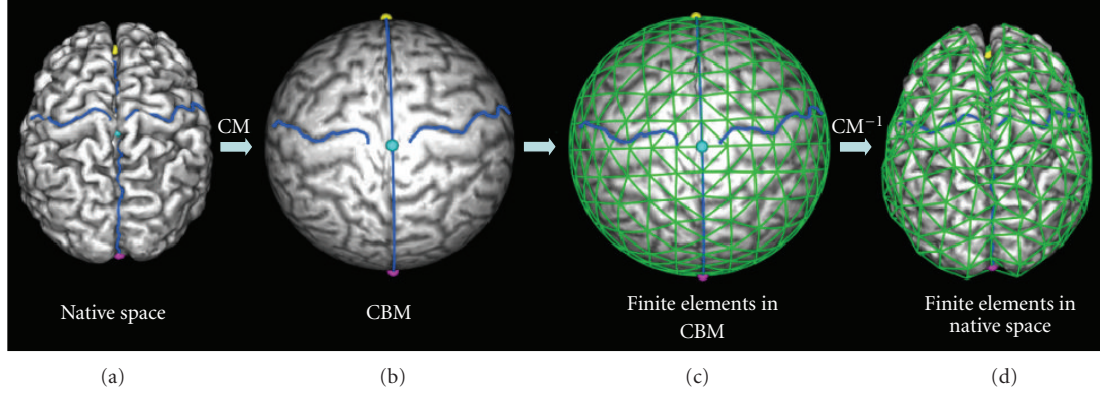 CM
CM⁻¹
Native space
CBM
Finite elements in
CBM
Finite elements in
native space
(a)
(b)
(c)
(d)